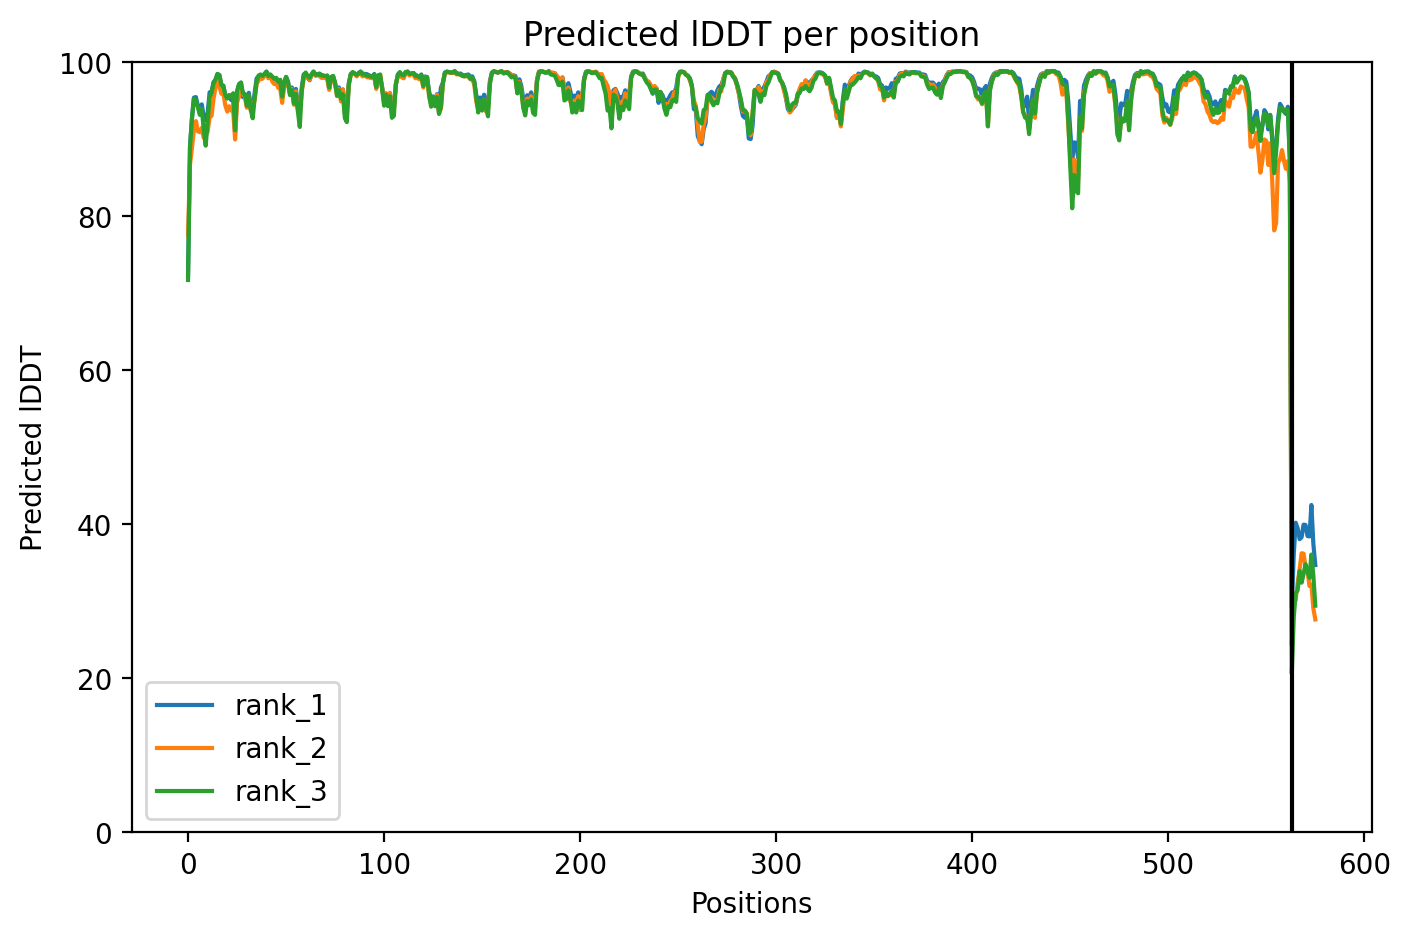 Predicted lDDT per position
100
80
60
40
20
0
Predicted lDDT
rank_1
rank_2
rank_3
0 100 200 300 400 500 600
Positions